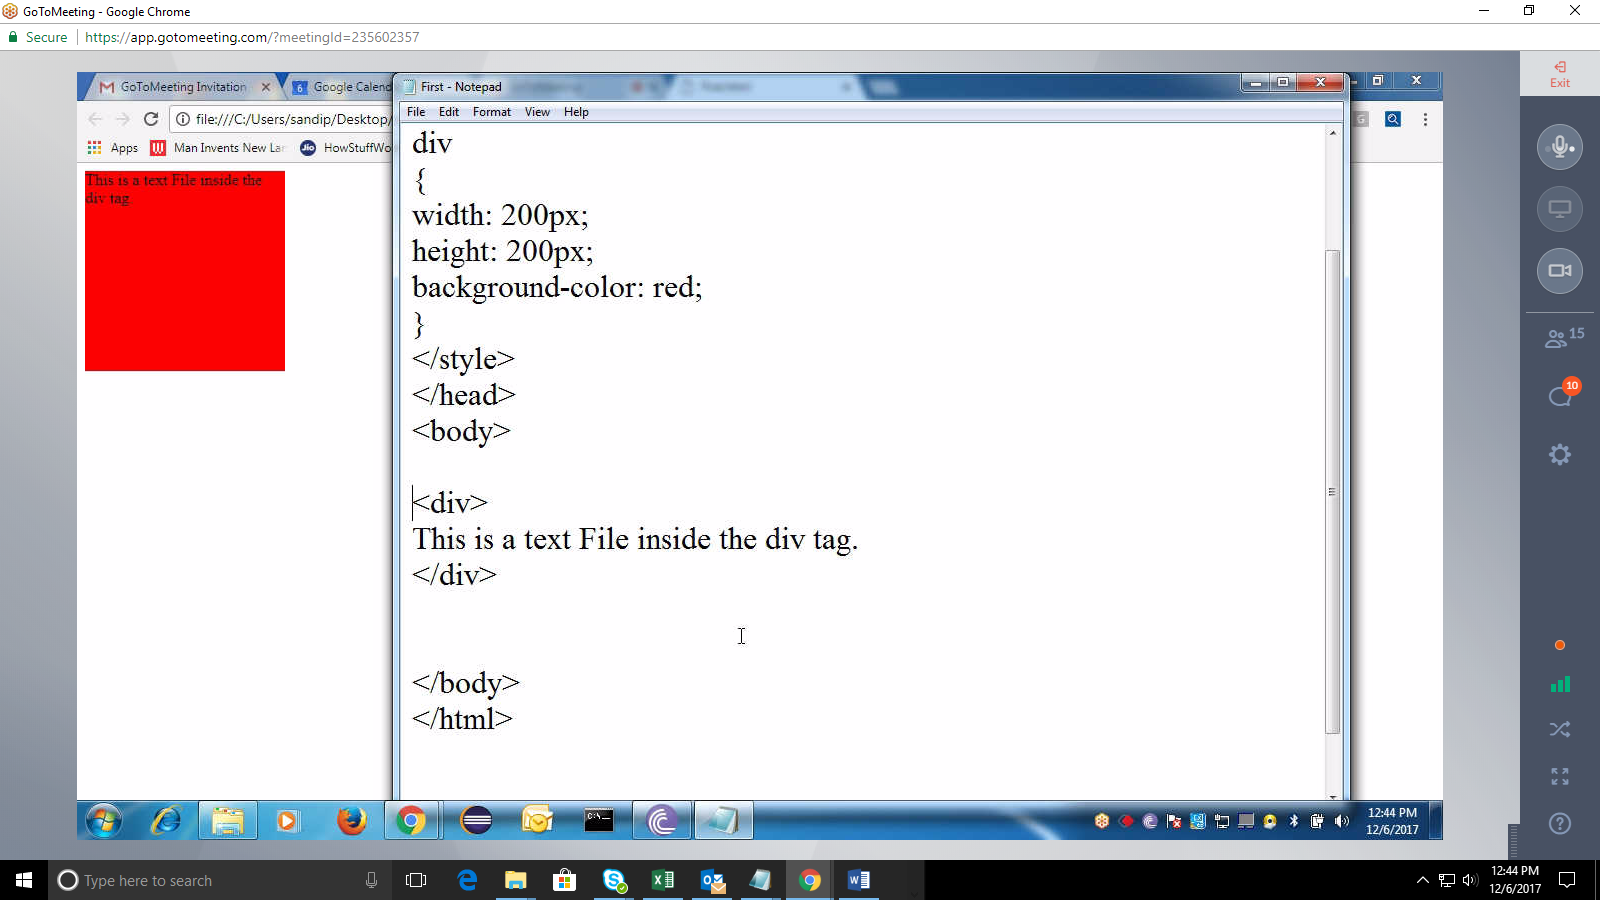 GoToMeeting - Google Chrome
Secure | https://app.gotomeeting.com/?meetingId=235602357
GoToMeeting Invitation
6 Google Calend
First - Notepad
Exit
File Edit Format View Help
file:///C:/Users/sandip/Desktop/
G
Apps
W Man Invents New La
Jio HowStuffWo
This is a text File inside the
div tag.
div
{
width: 200px;
height: 200px;
background-color: red;
}
</style>
</head>
<body>
<div>
This is a text File inside the div tag.
</div>
</body>
</html>
15
10
12:44 PM
12/6/2017
Type here to search
12:44 PM
12/6/2017